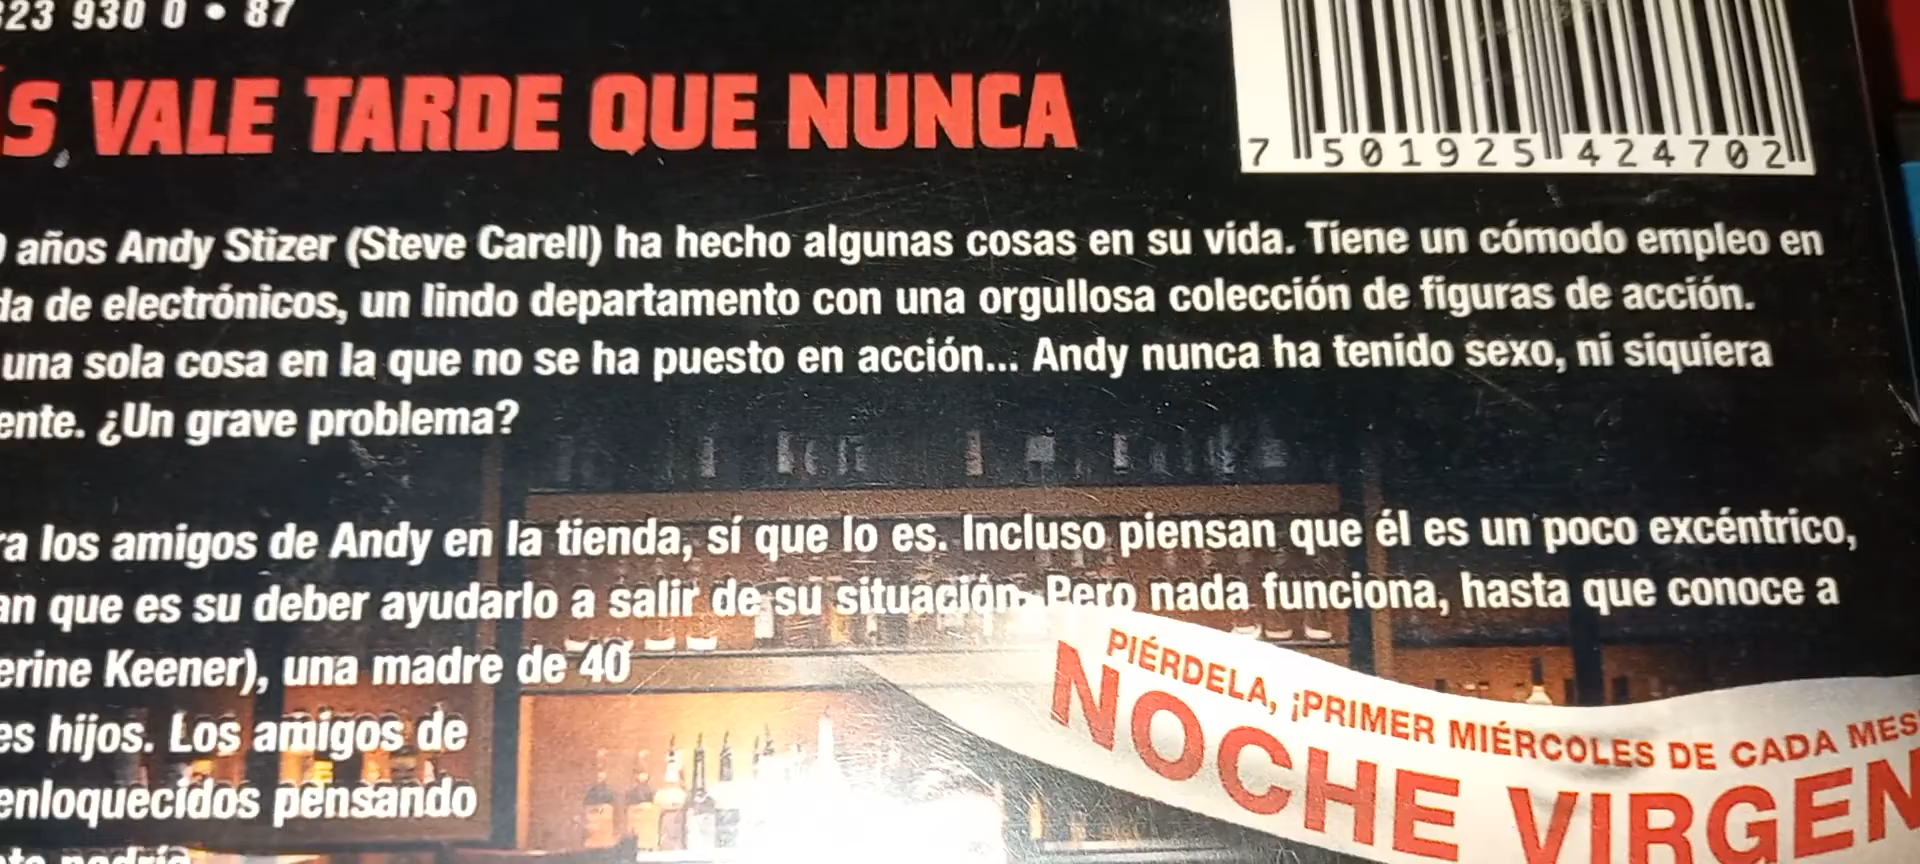 23 930 0 • 87
S VALE TARDE QUE NUNCA
7 501925 424702
años Andy Stizer (Steve Carell) ha hecho algunas cosas en su vida. Tiene un cómodo empleo en
da de electrónicos, un lindo departamento con una orgullosa colección de figuras de acción.
una sola cosa en la que no se ha puesto en acción... Andy nunca ha tenido sexo, ni siquiera
ente. ¿Un grave problema?
ra los amigos de Andy en la tienda, sí que lo es. Incluso piensan que él es un poco excéntrico,
an que es su deber ayudarlo a salir de su situación. Pero nada funciona, hasta que conoce a
erine Keener), una madre de 40
es hijos. Los amigos de
enloquecidos pensando
PIÉRDELA, ¡PRIMER MIÉRCOLES DE CADA MES
NOCHE VIRGEN